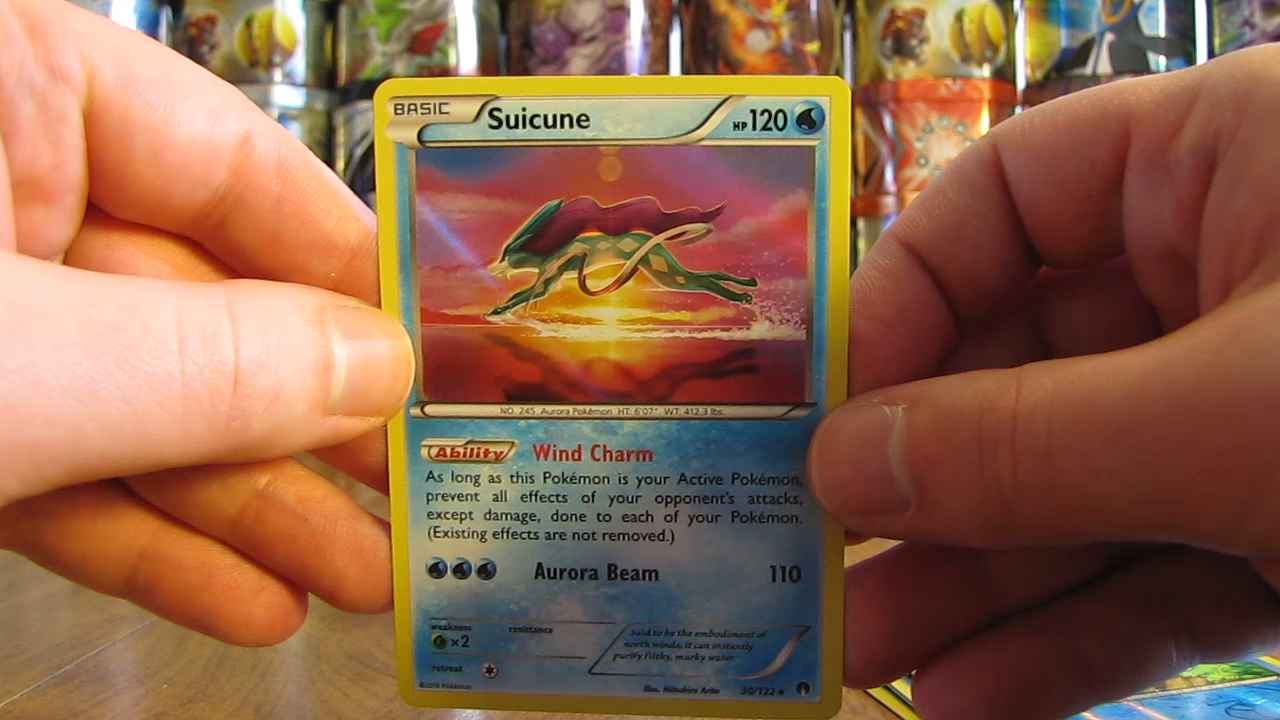 BASIC Suicune HP 120
NO. 245 Aurora Pokémon HT: 6'07" WT: 412.3 lbs.
Ability Wind Charm
As long as this Pokémon is your Active Pokémon,
prevent all effects of your opponent's attacks,
except damage, done to each of your Pokémon.
(Existing effects are not removed.)
Aurora Beam 110
weakness resistance
×2
retreat
Said to be the embodiment of
north winds, it can instantly
purify filthy, murky water.
©2016 Pokémon Illus. Mitsuhiro Arita 30/122 ★